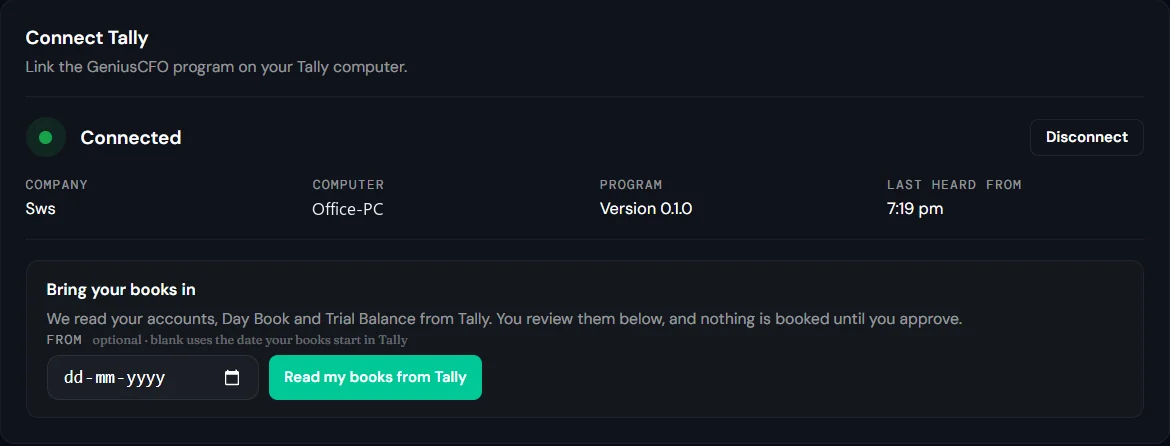 Connect Tally
Link the GeniusCFO program on your Tally computer.
Connected
Disconnect
COMPANY
Sws
COMPUTER
Office-PC
PROGRAM
Version 0.1.0
LAST HEARD FROM
7:19 pm
Bring your books in
We read your accounts, Day Book and Trial Balance from Tally. You review them below, and nothing is booked until you approve.
FROM optional · blank uses the date your books start in Tally
dd-mm-yyyy
Read my books from Tally